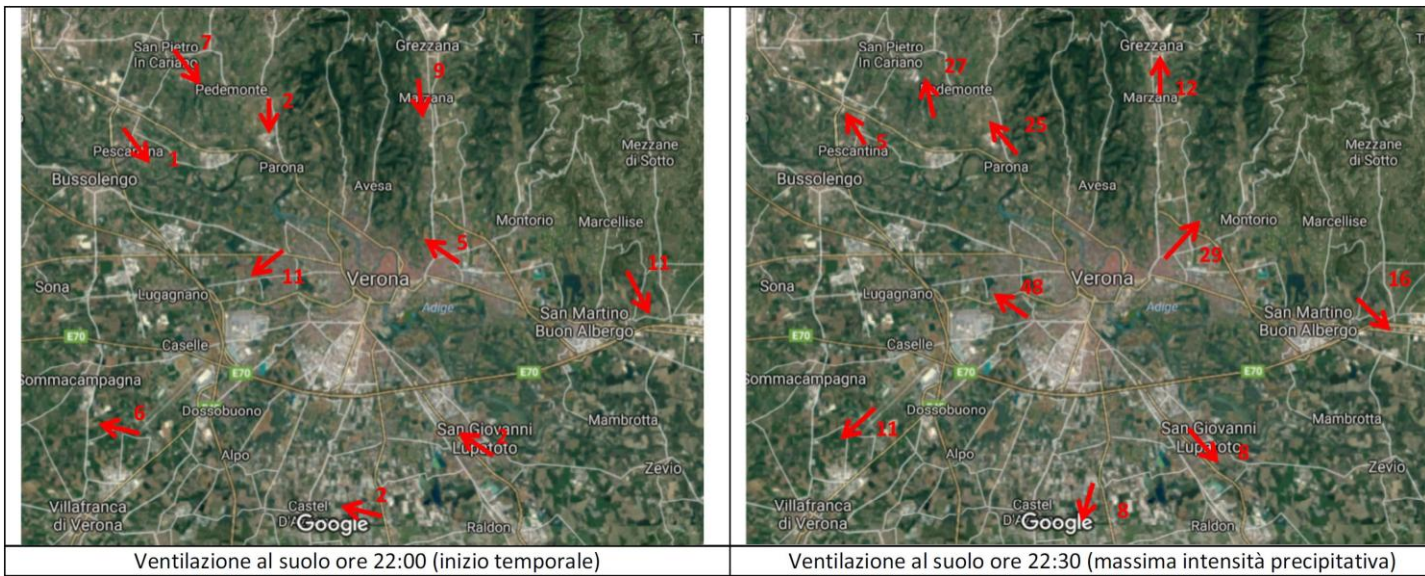 San Pietro
In Cariano
7
Pedemonte
2
Grezzana
9
Marzana
Pescantina
1
Bussolengo
Parona
Avesa
Mezzane
di Sotto
Montorio
Marcellise
5
11
11
Sona
Lugagnano
Verona
Adige
San Martino
Buon Albergo
E70
Caselle
E70
E70
Sommacampagna
Dossobuono
6
Mambrotta
San Giovanni
Lupatoto
2
Alpo
Zevio
Villafranca
di Verona
Castel
2
Google
Raldon
Ventilazione al suolo ore 22:00 (inizio temporale)
San Pietro
In Cariano
27
Pedemonte
Grezzana
12
Marzana
5
25
Pescantina
Bussolengo
Parona
Avesa
Mezzane
di Sotto
Montorio
Marcellise
29
16
Sona
Lugagnano
48
Verona
Adige
San Martino
Buon Albergo
E70
Caselle
E70
E70
Sommacampagna
Dossobuono
11
Mambrotta
San Giovanni
Lupatoto
8
Alpo
Zevio
Villafranca
di Verona
Castel
8
Google
Raldon
Ventilazione al suolo ore 22:30 (massima intensità precipitativa)